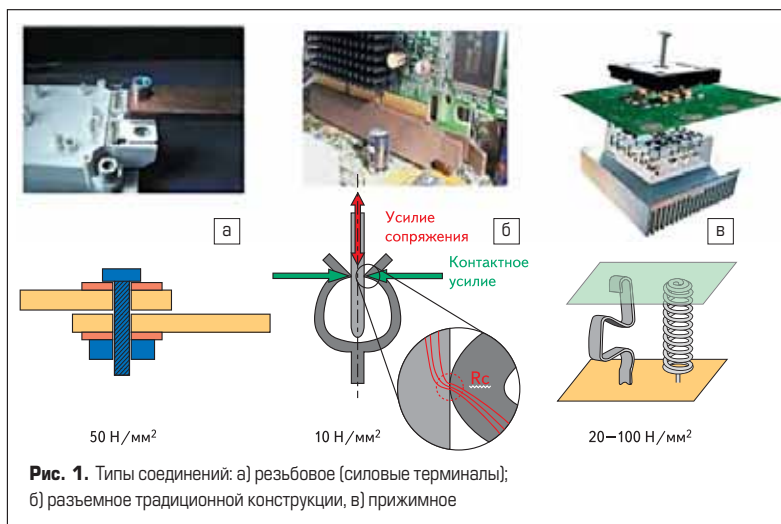 а
б
в
Усилие
сопряжения
Контактное
усилие
Rc
50 Н/мм²
10 Н/мм²
20–100 Н/мм²
Рис. 1. Типы соединений: а) резьбовое (силовые терминалы);
б) разъемное традиционной конструкции, в) прижимное